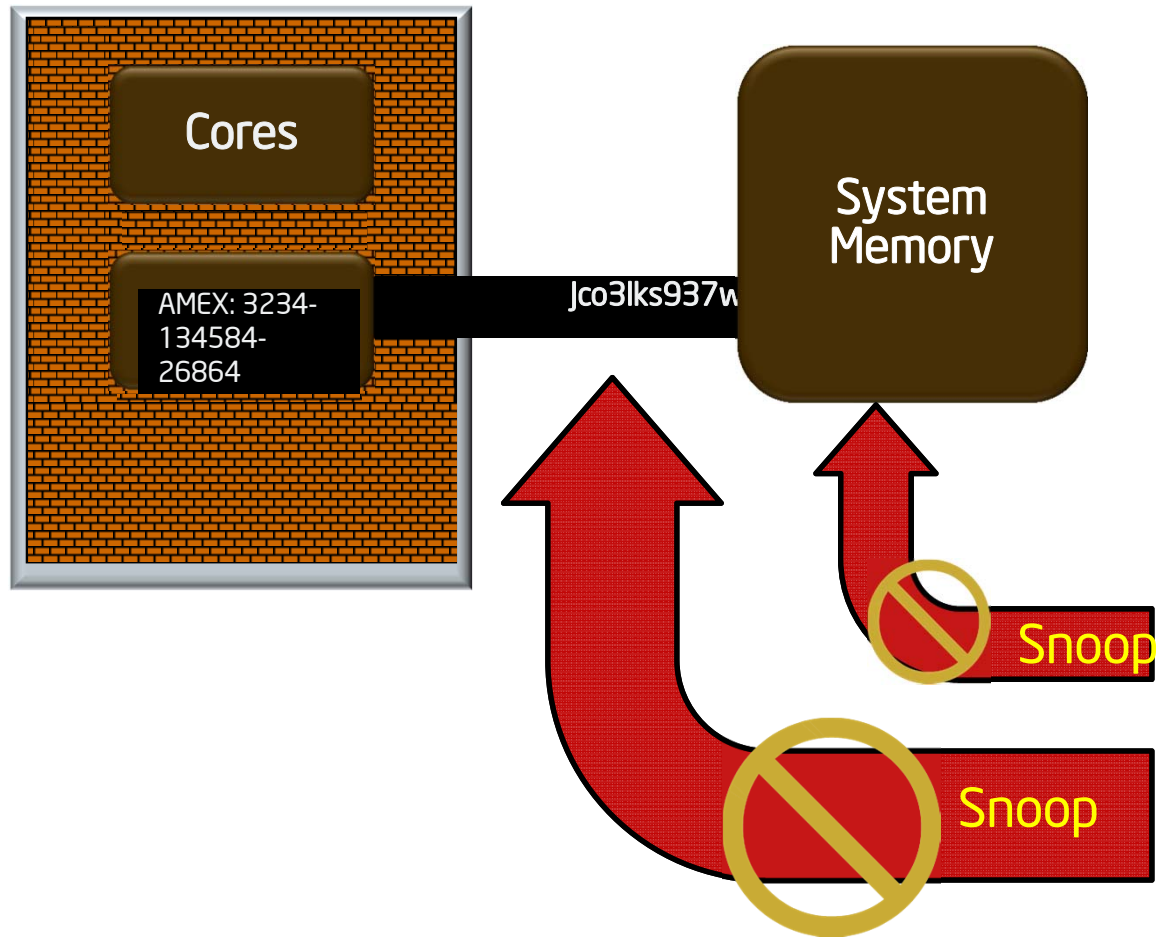 Cores
System
Memory
Jco3lks937w
AMEX: 3234-
134584-
26864
Snoop
Snoop